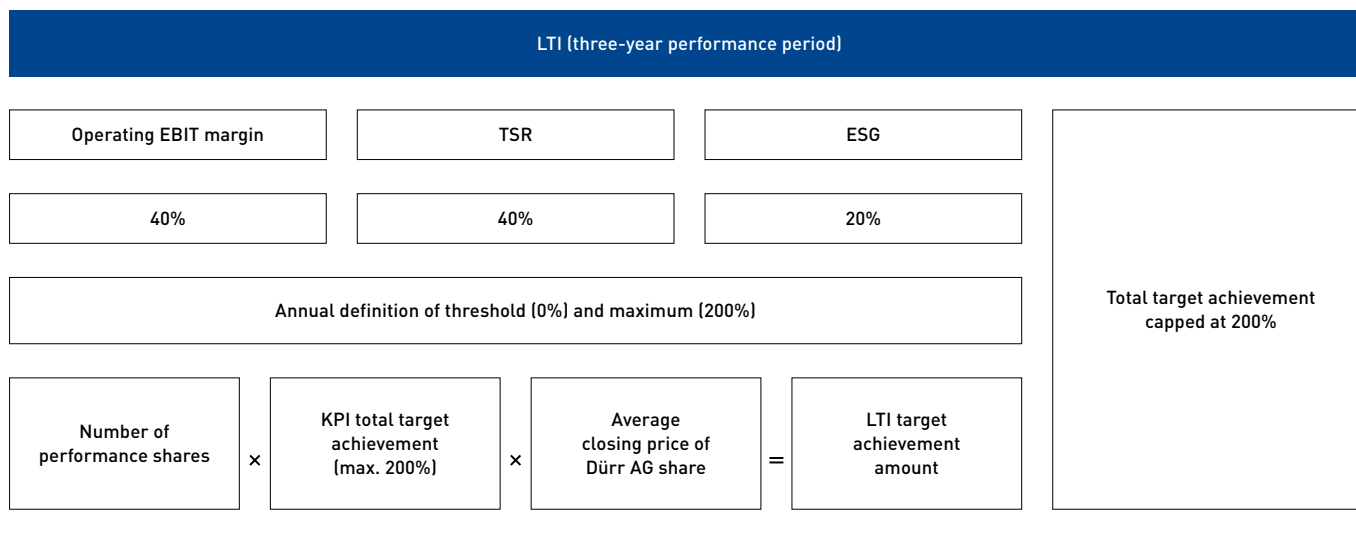 LTI (three-year performance period)
Operating EBIT margin
TSR
ESG
40%
40%
20%
Annual definition of threshold (0%) and maximum (200%)
Total target achievement
capped at 200%
Number of
performance shares
×
KPI total target
achievement
(max. 200%)
×
Average
closing price of
Dürr AG share
=
LTI target
achievement
amount